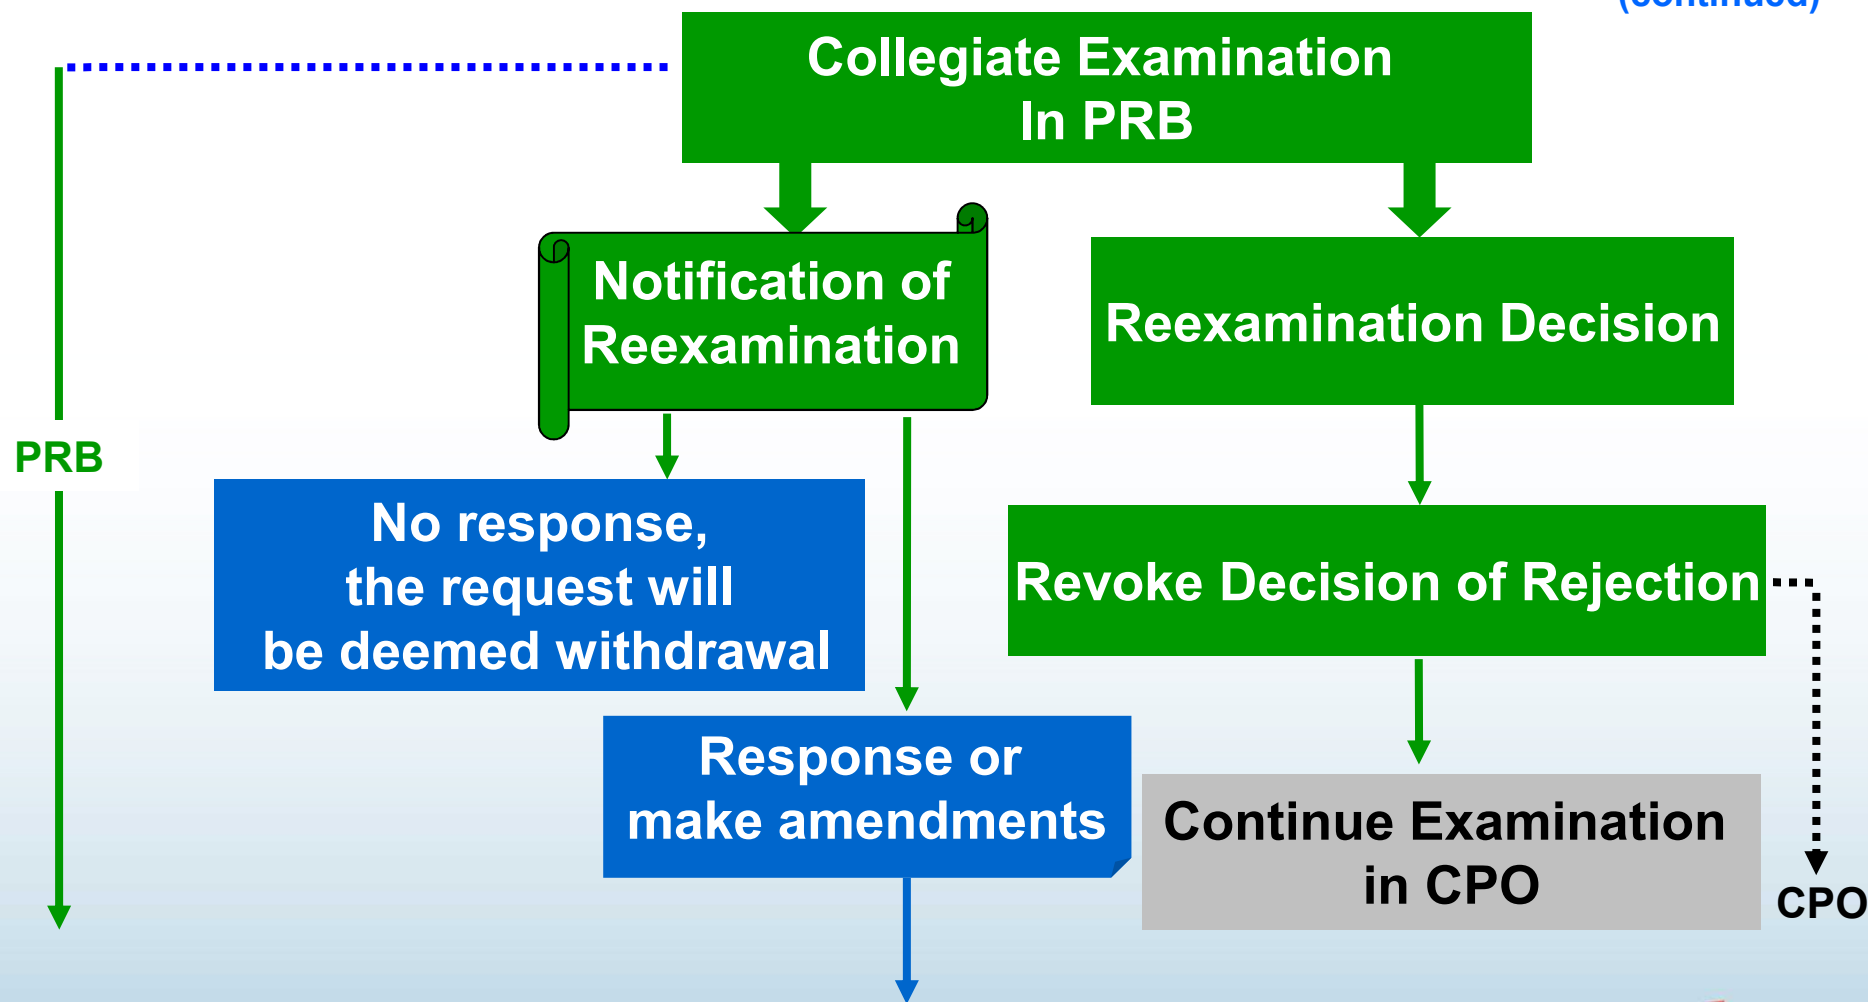 (continued)
Collegiate Examination
In PRB
Notification of
Reexamination
Reexamination Decision
PRB
No response,
the request will
be deemed withdrawal
Revoke Decision of Rejection
Response or
make amendments
Continue Examination
in CPO
CPO